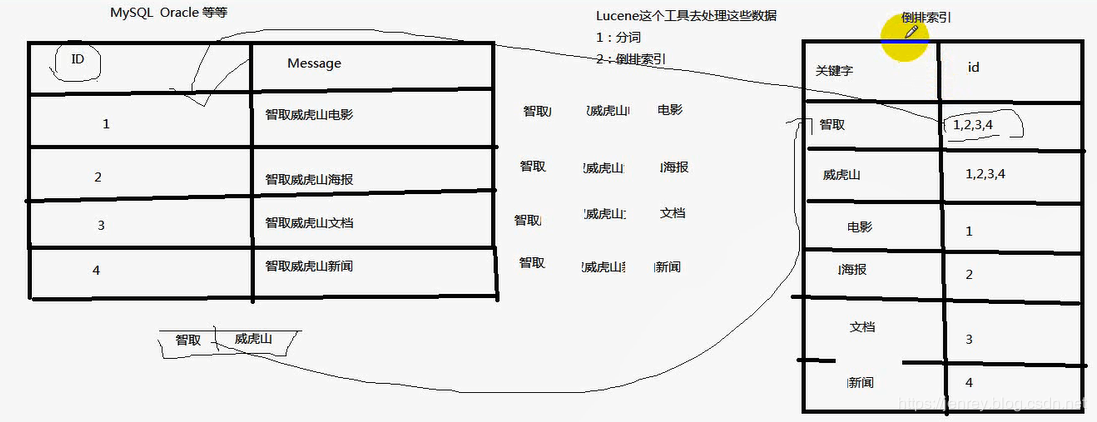 MySQL Oracle 等等
ID
Message
1
智取威虎山电影
2
智取威虎山海报
3
智取威虎山文档
4
智取威虎山新闻
智取
威虎山
Lucene这个工具去处理这些数据
1：分词
2：倒排索引
智取
威虎山
电影
智取
威虎山
海报
智取
威虎山
文档
智取
威虎山
新闻
倒排索引
关键字
id
智取
1,2,3,4
威虎山
1,2,3,4
电影
1
海报
2
文档
3
新闻
4
https://jenrey.blog.csdn.net